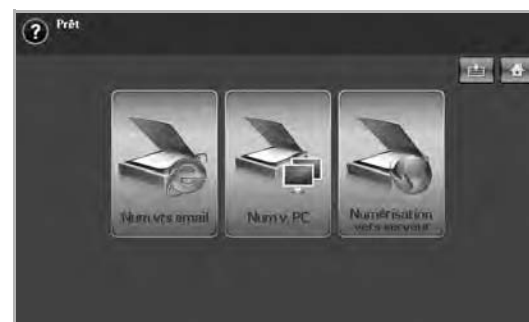 Prêt
Num vrs email
Num v. PC
Numérisation
vers serveur